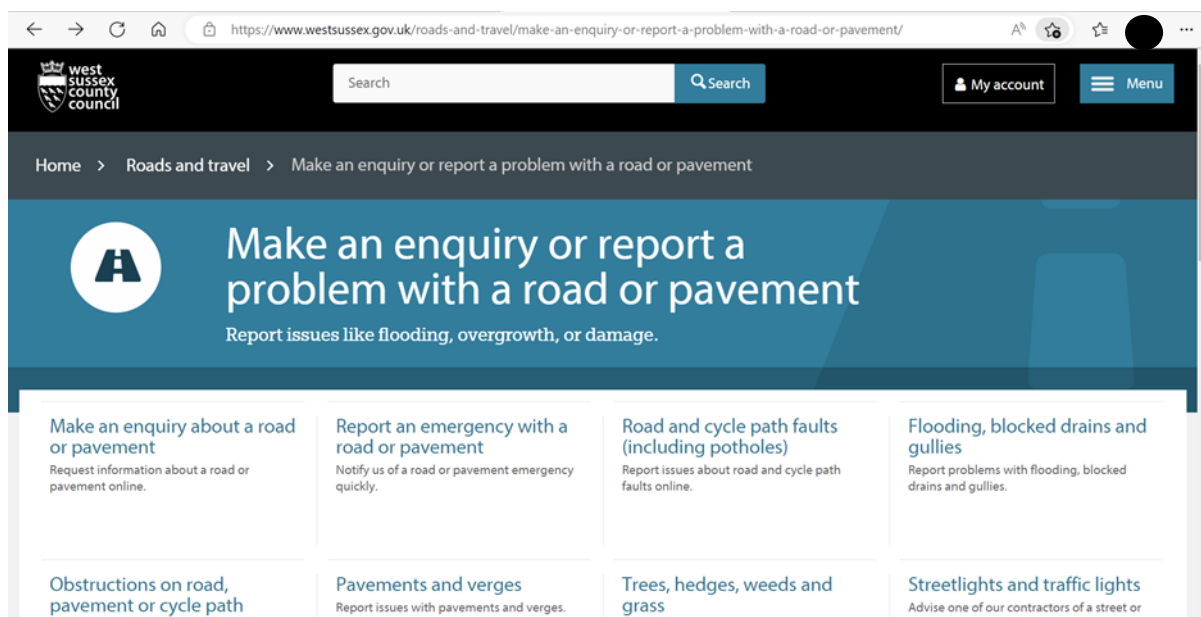 https://www.westsussex.gov.uk/roads-and-travel/make-an-enquiry-or-report-a-problem-with-a-road-or-pavement/
west
sussex
county
council
Search
Search
My account
Menu
Home > Roads and travel > Make an enquiry or report a problem with a road or pavement
Make an enquiry or report a
problem with a road or pavement
Report issues like flooding, overgrowth, or damage.
Make an enquiry about a road
or pavement
Request information about a road or
pavement online.
Report an emergency with a
road or pavement
Notify us of a road or pavement emergency
quickly.
Road and cycle path faults
(including potholes)
Report issues about road and cycle path
faults online.
Flooding, blocked drains and
gullies
Report problems with flooding, blocked
drains and gullies.
Obstructions on road,
pavement or cycle path
Pavements and verges
Report issues with pavements and verges.
Trees, hedges, weeds and
grass
Streetlights and traffic lights
Advise one of our contractors of a street or